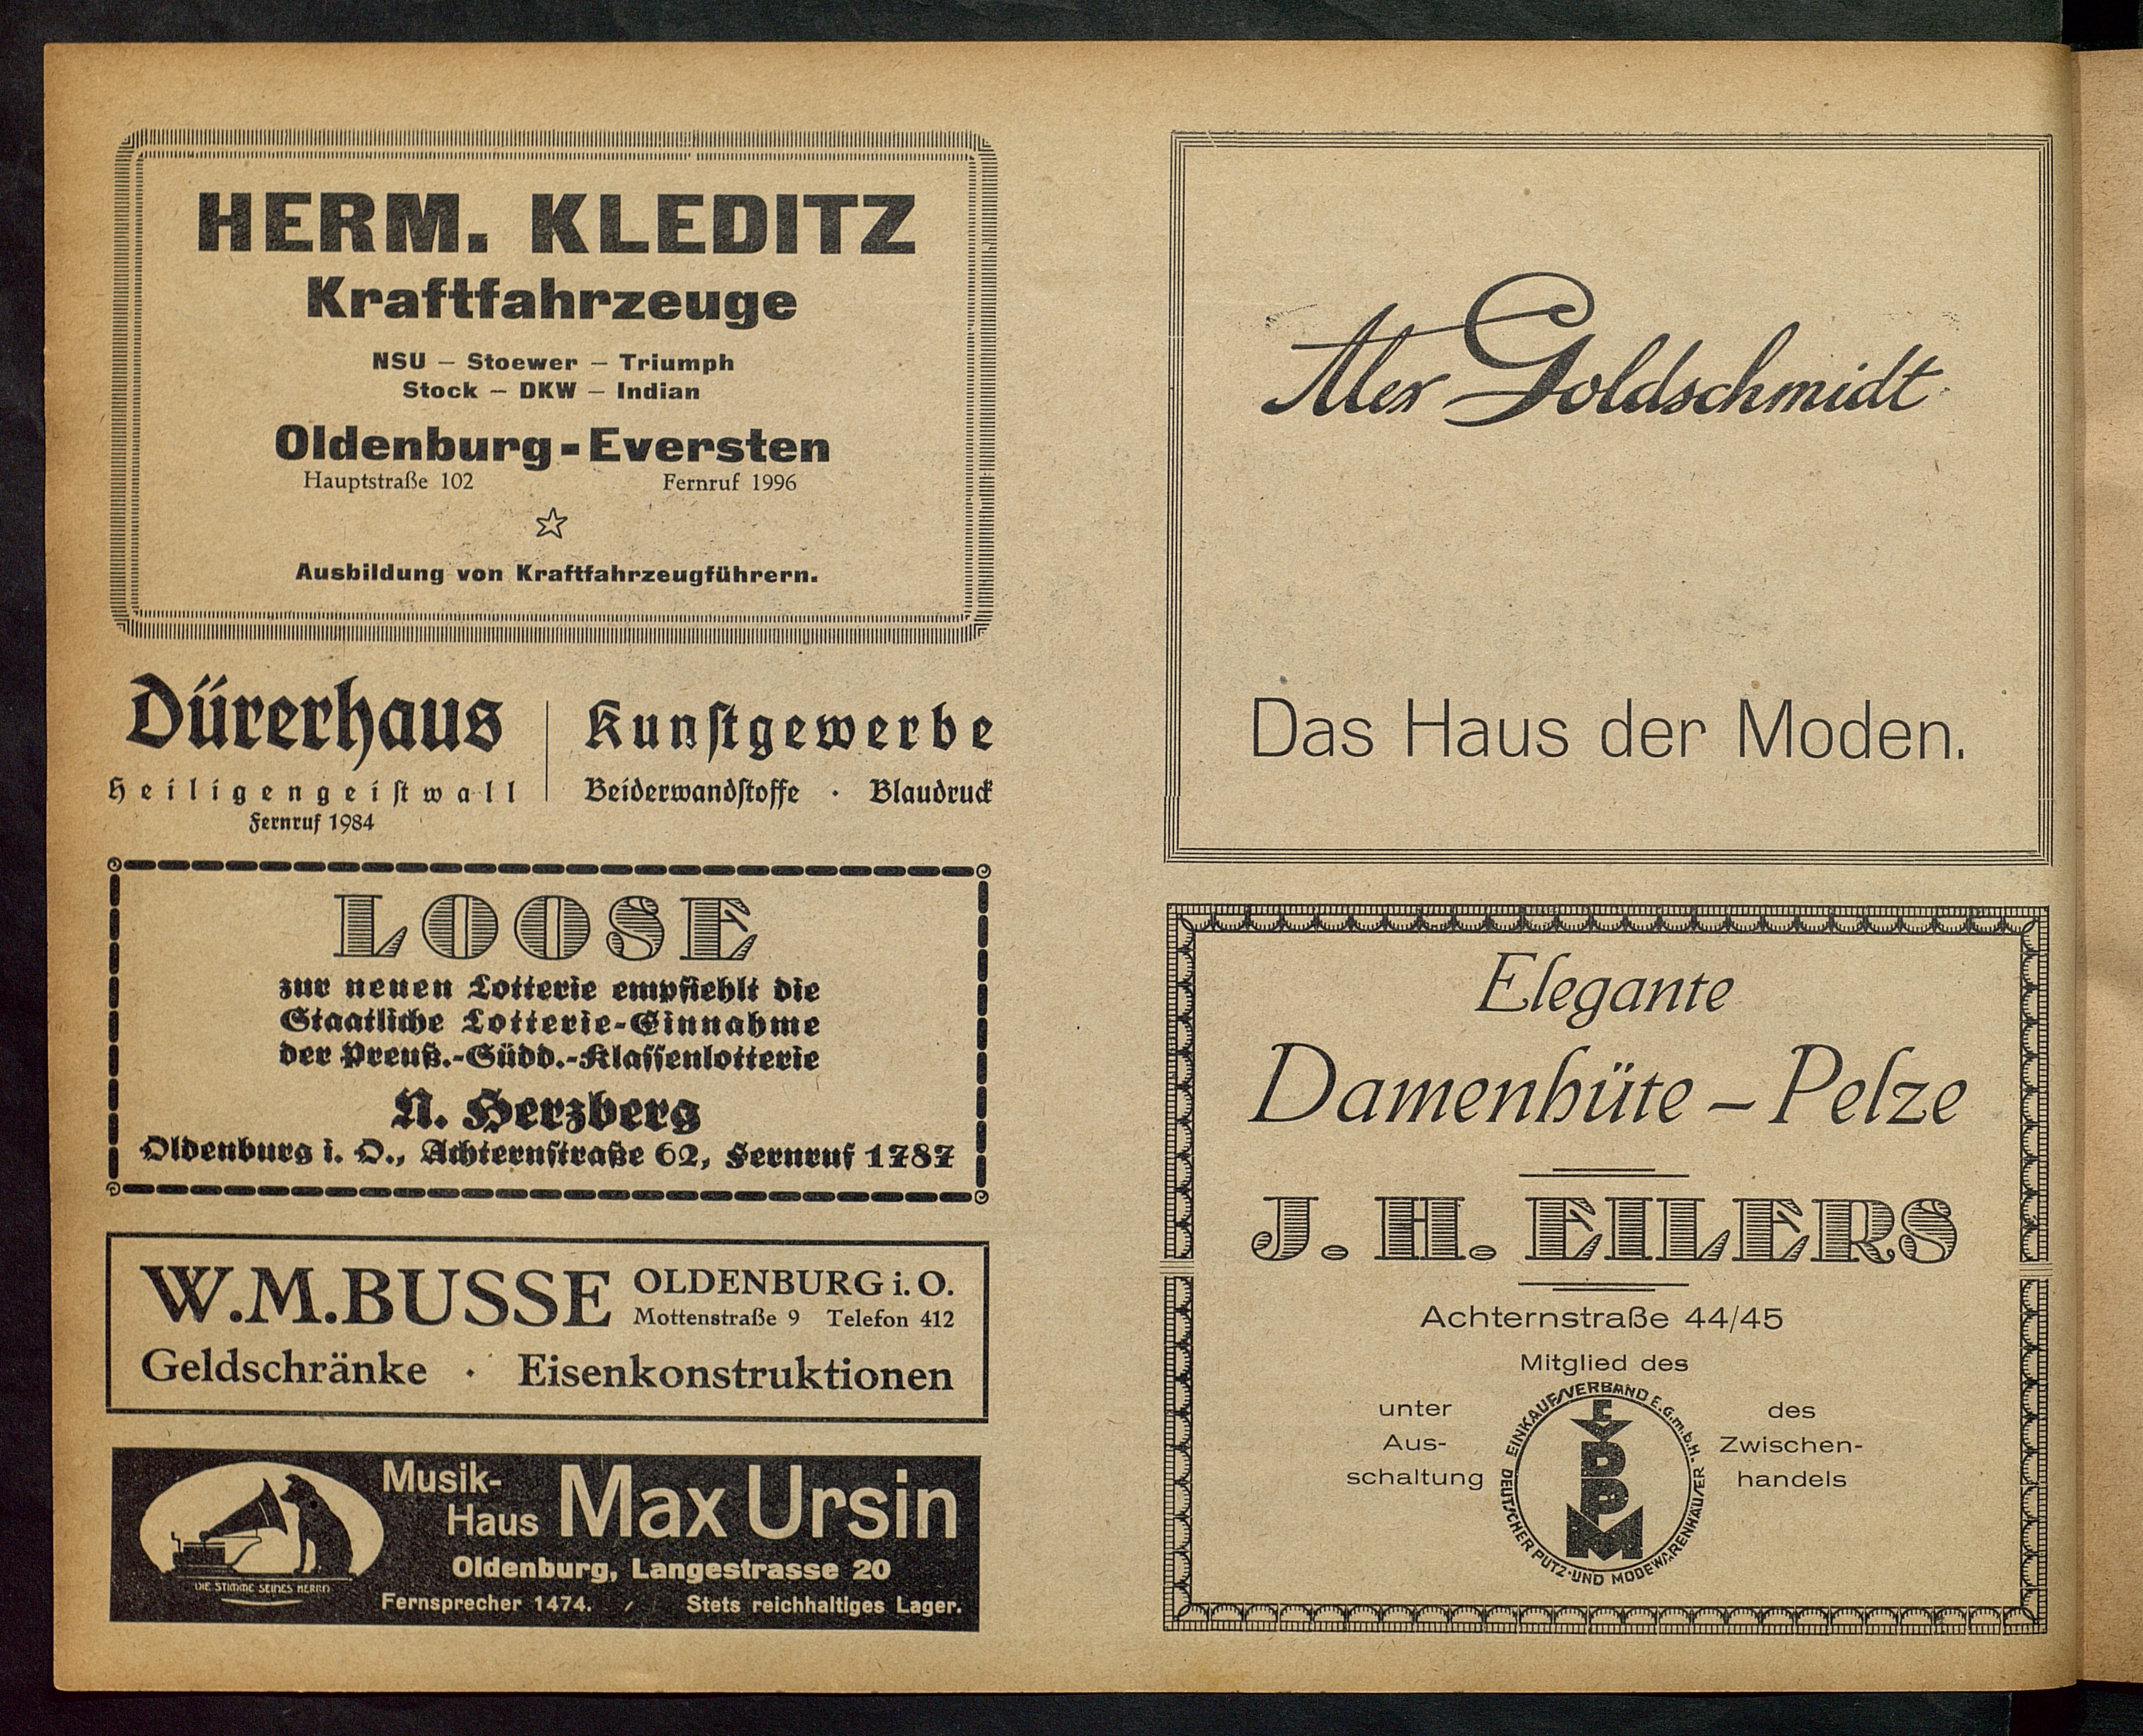 HERM. KLEDITZ
Kraftfahrzeuge
NSU — Stoewer — Triumph
Stock — DKW — Indian
Oldenburg-Eversten
Hauptstraße 102 Fernruf 1996
Ausbildung von Kraftfahrzeugführern.
Dürerhaus
Heiligengeistwall
Fernruf 1984
Kunstgewerbe
Beiderwandstoffe · Blaudruck
LOOSE
zur neuen Lotterie empfiehlt die
Staatliche Lotterie-Einnahme
der Preuß.-Südd.-Klassenlotterie
N. Herzberg
Oldenburg i. O., Achternstraße 62, Fernruf 1787
W.M.BUSSE OLDENBURG i. O.
Mottenstraße 9 Telefon 412
Geldschränke · Eisenkonstruktionen
Musik-
Haus Max Ursin
Oldenburg, Langestrasse 20
DIE STIMME SEINES HERRN
Fernsprecher 1474. / Stets reichhaltiges Lager.
Alex Goldschmidt
Das Haus der Moden.
Elegante
Damenhüte – Pelze
J. H. EILERS
Achternstraße 44/45
Mitglied des
unter
Aus-
schaltung
EINKAUFSVERBAND E.G.m.b.H.
DEUTSCHER PUTZ-UND MODEWARENHÄUSER
E
V
D
P
M
des
Zwischen-
handels